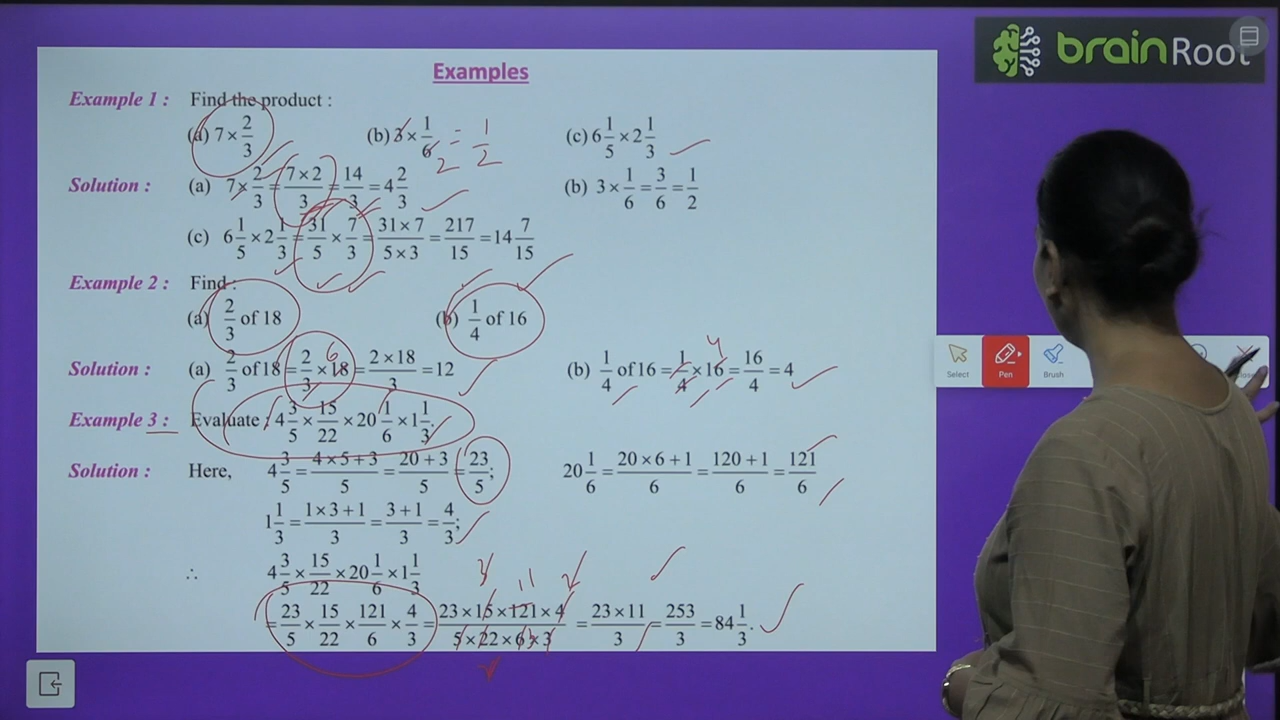 brainRoot
Examples
Example 1 : Find the product :
(a) 7 × 2/3 (b) 3 × 1/6 = 1/2 (c) 6 1/5 × 2 1/3
2
Solution : (a) 7 × 2/3 = 7 × 2/3 = 14/3 = 4 2/3 (b) 3 × 1/6 = 3/6 = 1/2
(c) 6 1/5 × 2 1/3 = 31/5 × 7/3 = 31 × 7/5 × 3 = 217/15 = 14 7/15
Example 2 : Find :
(a) 2/3 of 18 (b) 1/4 of 16
6 4
Solution : (a) 2/3 of 18 = 2/3 × 18 = 2 × 18/3 = 12 (b) 1/4 of 16 = 1/4 × 16 = 16/4 = 4
Select Pen Brush
Example 3 : Evaluate : 4 3/5 × 15/22 × 20 1/6 × 1 1/3.
Solution : Here, 4 3/5 = 4 × 5 + 3/5 = 20 + 3/5 = 23/5; 20 1/6 = 20 × 6 + 1/6 = 120 + 1/6 = 121/6
1 1/3 = 1 × 3 + 1/3 = 3 + 1/3 = 4/3;
∴ 4 3/5 × 15/22 × 20 1/6 × 1 1/3
3 11 2
= 23/5 × 15/22 × 121/6 × 4/3 = 23 × 15 × 121 × 4/5 × 22 × 6 × 3 = 23 × 11/3 = 253/3 = 84 1/3.